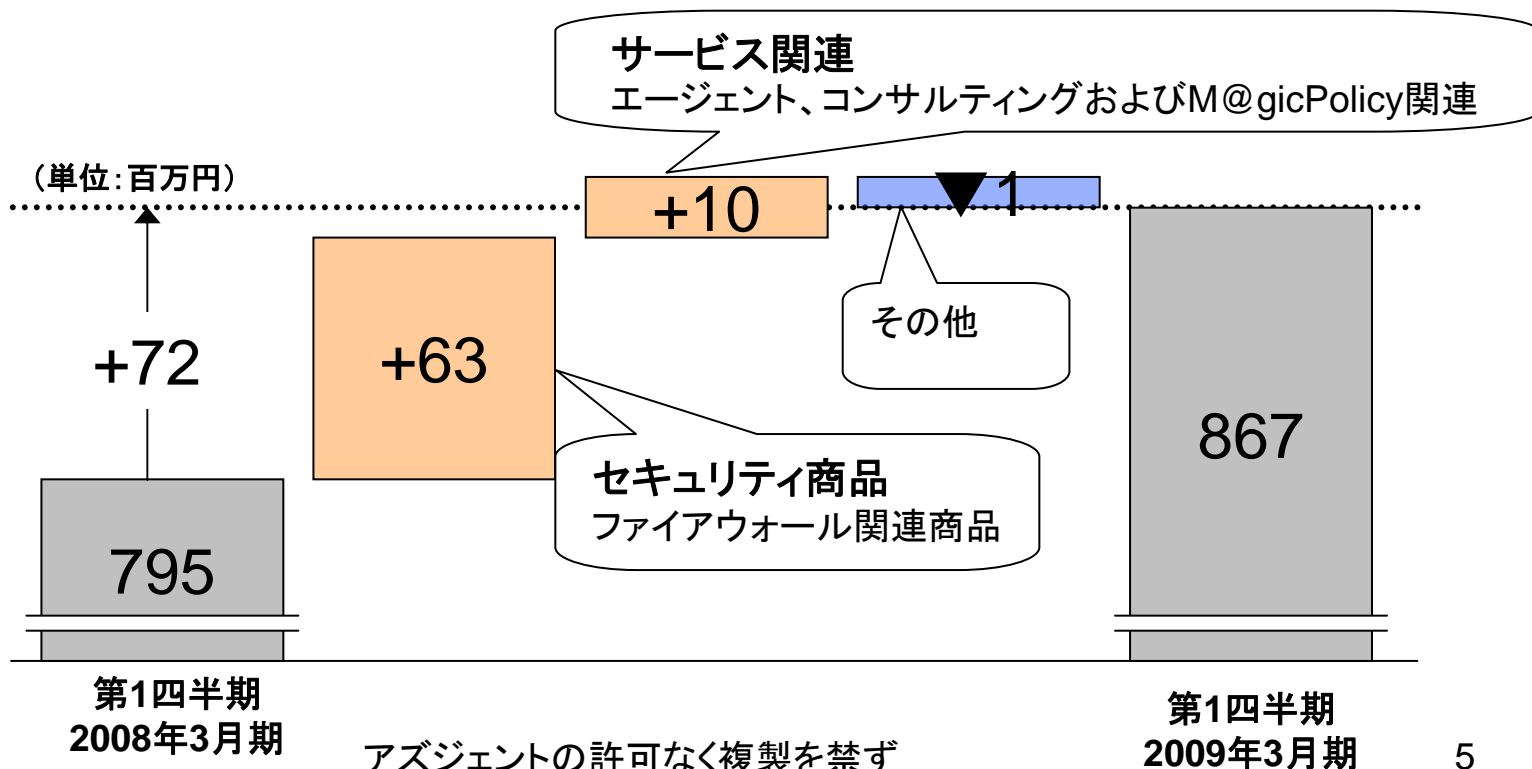 サービス関連
エージェント、コンサルティングおよびM@gicPolicy関連
(単位:百万円)
+10
▼1
その他
+72
+63
867
セキュリティ商品
ファイアウォール関連商品
795
第1四半期
2008年3月期
第1四半期
2009年3月期
アズジェントの許可なく複製を禁ず
5